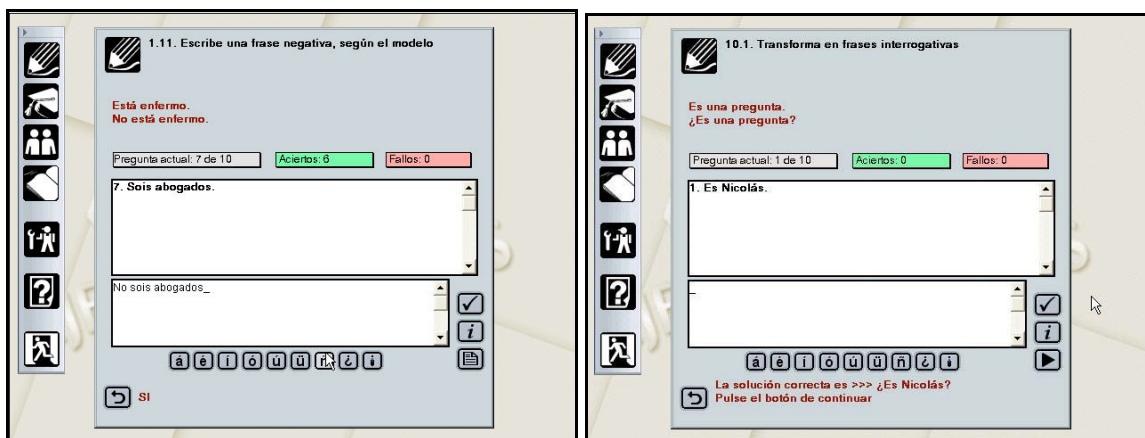 1.11. Escribe una frase negativa, según el modelo
Está enfermo.
No está enfermo.
Pregunta actual: 7 de 10
Aciertos: 6
Fallos: 0
7. Sois abogados.
No sois abogados_
á é í ó ú ü ñ ¿ ¡
SI
10.1. Transforma en frases interrogativas
Es una pregunta.
¿Es una pregunta?
Pregunta actual: 1 de 10
Aciertos: 0
Fallos: 0
1. Es Nicolás.
á é í ó ú ü ñ ¿ ¡
La solución correcta es >>> ¿Es Nicolás?
Pulse el botón de continuar